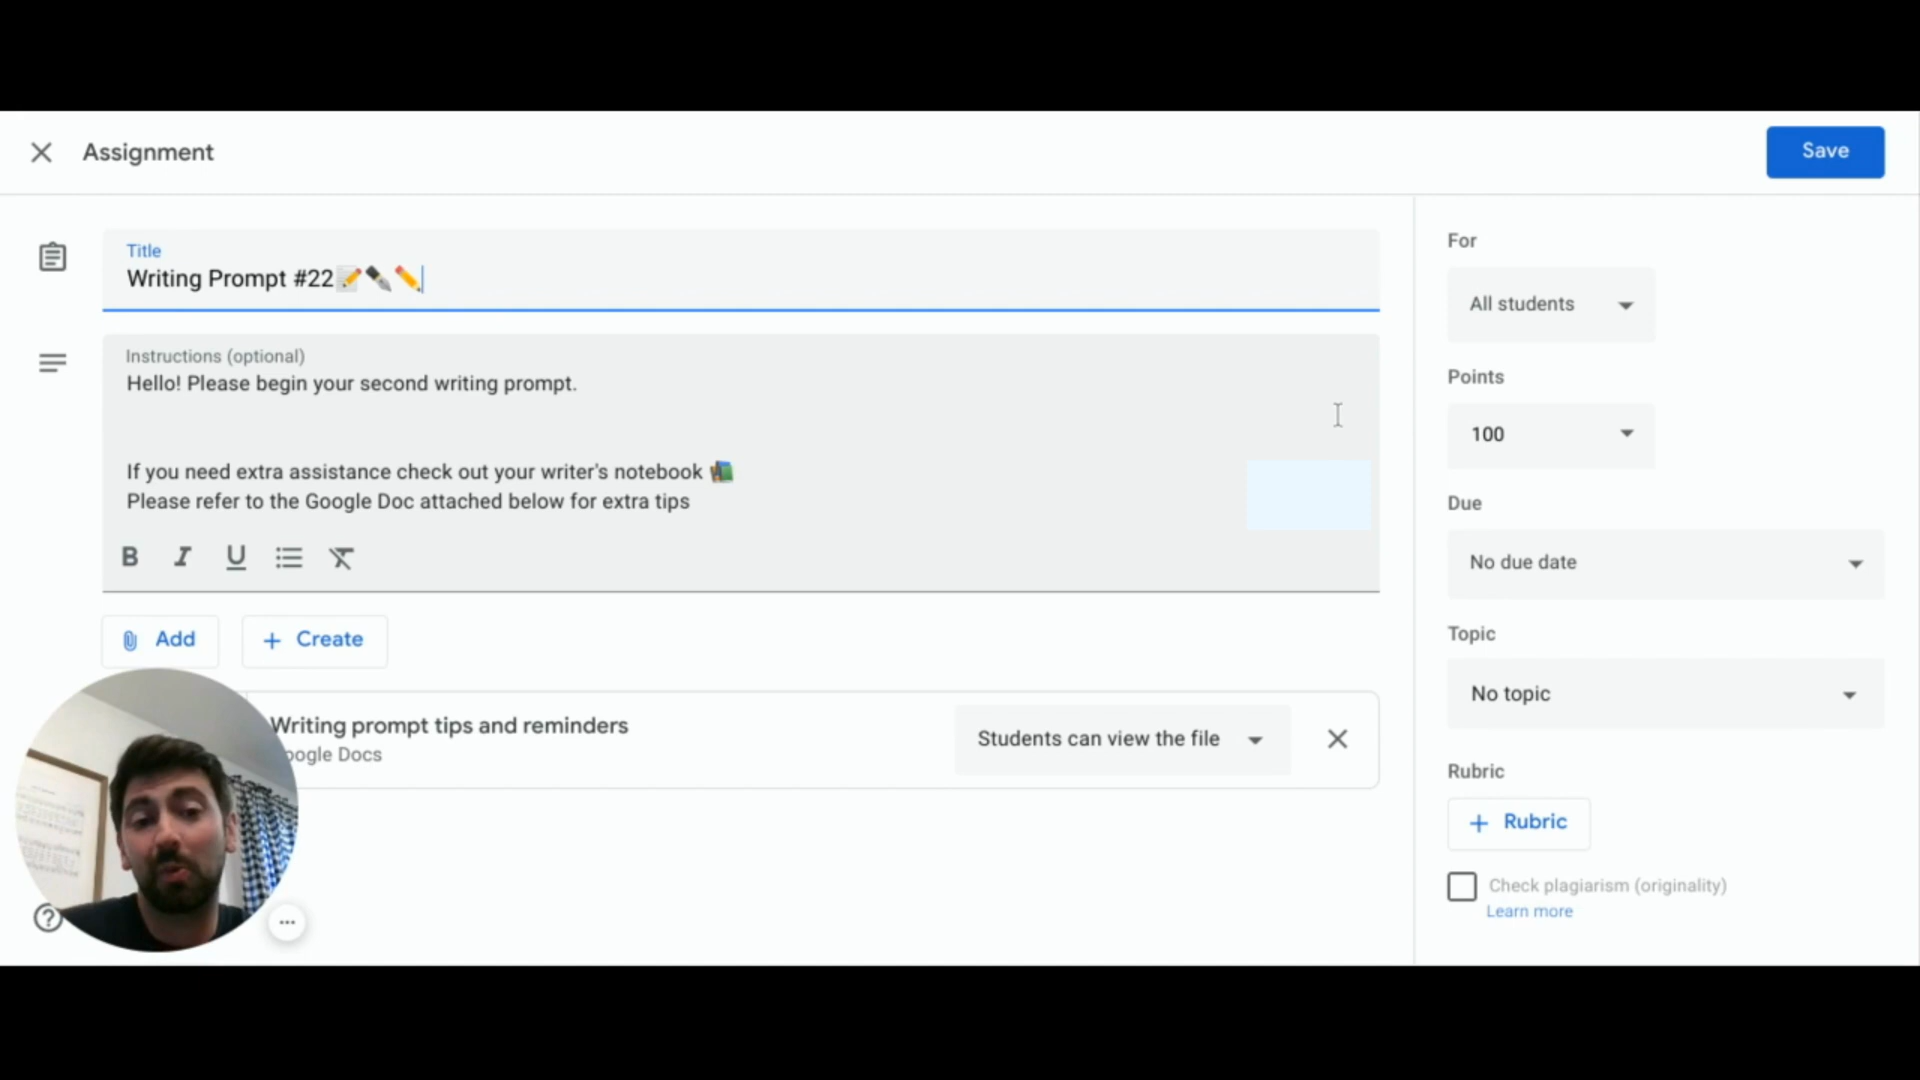 Assignment
Save
Title
Writing Prompt #22📝✒️✏️
Instructions (optional)
Hello! Please begin your second writing prompt.
If you need extra assistance check out your writer's notebook 📚
Please refer to the Google Doc attached below for extra tips
B I U
Add
+ Create
Writing prompt tips and reminders
oogle Docs
Students can view the file
For
All students
Points
100
Due
No due date
Topic
No topic
Rubric
+ Rubric
Check plagiarism (originality)
Learn more